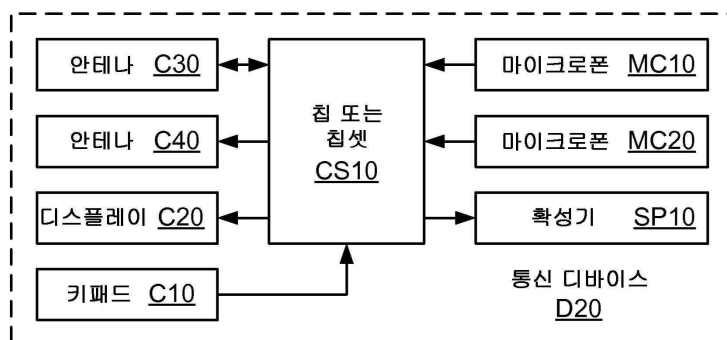 안테나 C30
안테나 C40
디스플레이 C20
키패드 C10
칩 또는
칩셋
CS10
마이크로폰 MC10
마이크로폰 MC20
확성기 SP10
통신 디바이스
D20